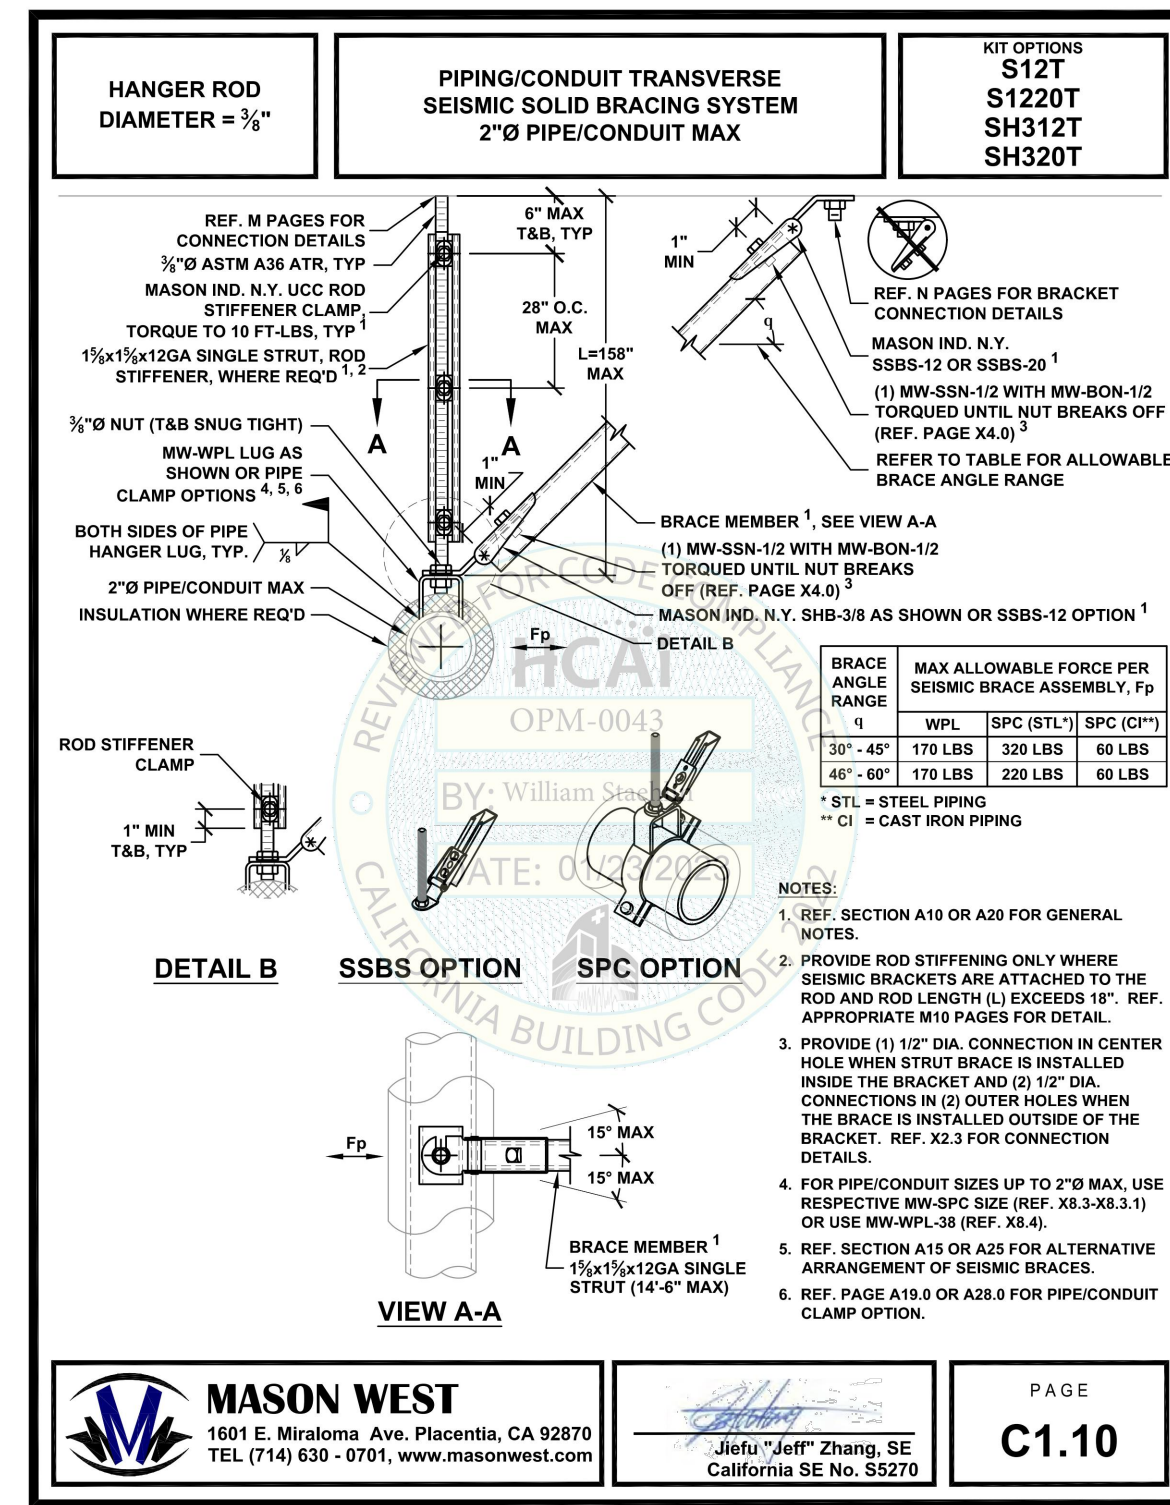 HANGER ROD
DIAMETER = ⅜"
PIPING/CONDUIT TRANSVERSE
SEISMIC SOLID BRACING SYSTEM
2"Ø PIPE/CONDUIT MAX
KIT OPTIONS
S12T
S1220T
SH312T
SH320T
REF. M PAGES FOR
CONNECTION DETAILS
⅜"Ø ASTM A36 ATR, TYP
MASON IND. N.Y. UCC ROD
STIFFENER CLAMP,
TORQUE TO 10 FT-LBS, TYP 1
1⅝x1⅝x12GA SINGLE STRUT, ROD
STIFFENER, WHERE REQ'D 1, 2
⅜"Ø NUT (T&B SNUG TIGHT)
MW-WPL LUG AS
SHOWN OR PIPE
CLAMP OPTIONS 4, 5, 6
BOTH SIDES OF PIPE
HANGER LUG, TYP.
⅛
2"Ø PIPE/CONDUIT MAX
INSULATION WHERE REQ'D
6" MAX
T&B, TYP
28" O.C.
MAX
L=158"
MAX
A
A
1"
MIN
1"
MIN
q
REF. N PAGES FOR BRACKET
CONNECTION DETAILS
MASON IND. N.Y.
SSBS-12 OR SSBS-20 1
(1) MW-SSN-1/2 WITH MW-BON-1/2
TORQUED UNTIL NUT BREAKS OFF
(REF. PAGE X4.0) 3
REFER TO TABLE FOR ALLOWABLE
BRACE ANGLE RANGE
BRACE MEMBER 1, SEE VIEW A-A
(1) MW-SSN-1/2 WITH MW-BON-1/2
TORQUED UNTIL NUT BREAKS
OFF (REF. PAGE X4.0) 3
MASON IND. N.Y. SHB-3/8 AS SHOWN OR SSBS-12 OPTION 1
DETAIL B
Fp
REVIEWED FOR CODE COMPLIANCE
HCAi
OPM-0043
BY: William
DATE: 01/23/2023
CALIFORNIA BUILDING CODE 2022
BRACE
ANGLE
RANGE
q
MAX ALLOWABLE FORCE PER
SEISMIC BRACE ASSEMBLY, Fp
WPL SPC (STL*) SPC (CI**)
30° - 45° 170 LBS 320 LBS 60 LBS
46° - 60° 170 LBS 220 LBS 60 LBS
* STL = STEEL PIPING
** CI = CAST IRON PIPING
ROD STIFFENER
CLAMP
1" MIN
T&B, TYP
DETAIL B
SSBS OPTION
SPC OPTION
Fp
15° MAX
15° MAX
BRACE MEMBER 1
1⅝x1⅝x12GA SINGLE
STRUT (14'-6" MAX)
VIEW A-A
NOTES:
1. REF. SECTION A10 OR A20 FOR GENERAL
NOTES.
2. PROVIDE ROD STIFFENING ONLY WHERE
SEISMIC BRACKETS ARE ATTACHED TO THE
ROD AND ROD LENGTH (L) EXCEEDS 18". REF.
APPROPRIATE M10 PAGES FOR DETAIL.
3. PROVIDE (1) 1/2" DIA. CONNECTION IN CENTER
HOLE WHEN STRUT BRACE IS INSTALLED
INSIDE THE BRACKET AND (2) 1/2" DIA.
CONNECTIONS IN (2) OUTER HOLES WHEN
THE BRACE IS INSTALLED OUTSIDE OF THE
BRACKET. REF. X2.3 FOR CONNECTION
DETAILS.
4. FOR PIPE/CONDUIT SIZES UP TO 2"Ø MAX, USE
RESPECTIVE MW-SPC SIZE (REF. X8.3-X8.3.1)
OR USE MW-WPL-38 (REF. X8.4).
5. REF. SECTION A15 OR A25 FOR ALTERNATIVE
ARRANGEMENT OF SEISMIC BRACES.
6. REF. PAGE A19.0 OR A28.0 FOR PIPE/CONDUIT
CLAMP OPTION.
MASON WEST
1601 E. Miraloma Ave. Placentia, CA 92870
TEL (714) 630 - 0701, www.masonwest.com
Jiefu "Jeff" Zhang, SE
California SE No. S5270
PAGE
C1.10